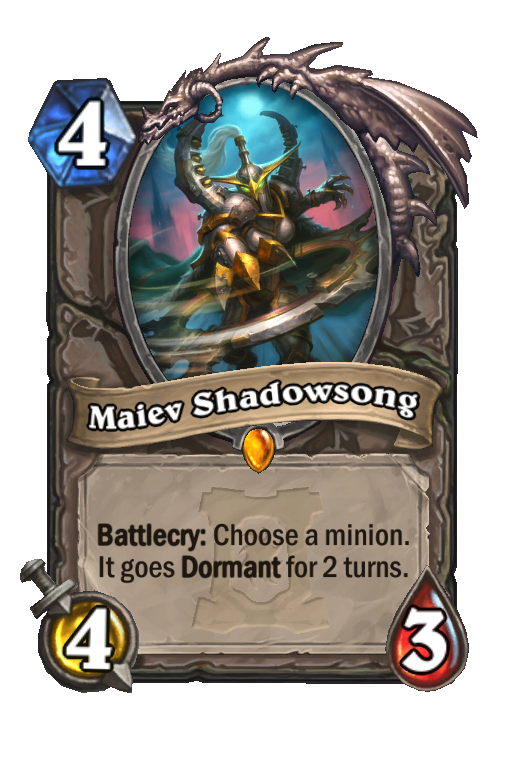 4
Maiev Shadowsong
Battlecry: Choose a minion.
It goes Dormant for 2 turns.
4
3